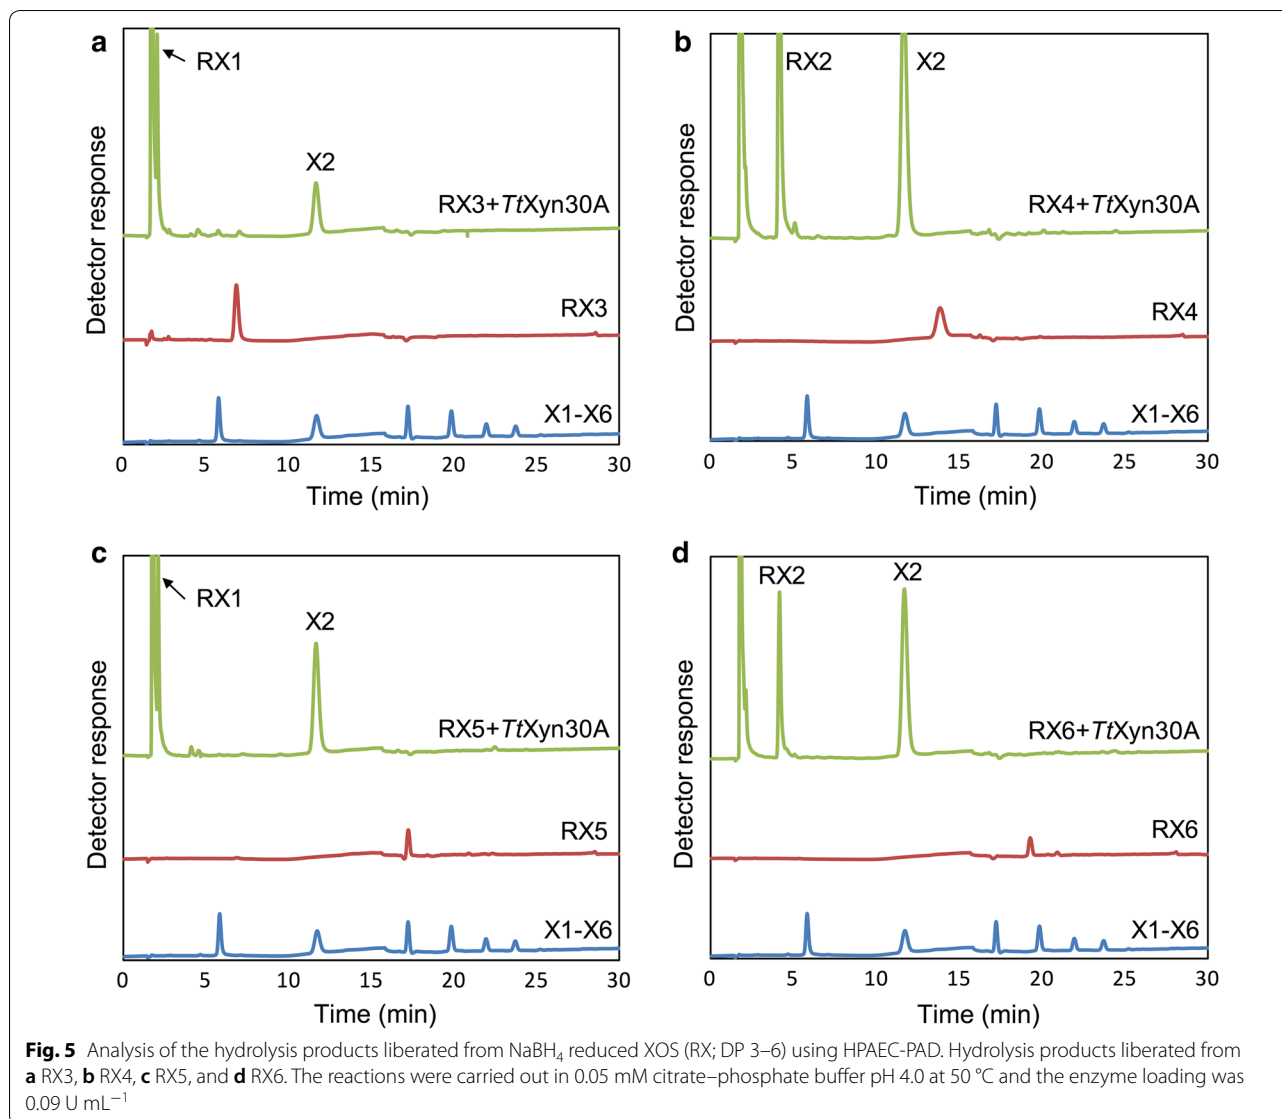 a
RX1
X2
RX3+TtXyn30A
RX3
X1-X6
Detector response
0 5 10 15 20 25 30
Time (min)
b
RX2
X2
RX4+TtXyn30A
RX4
X1-X6
Detector response
0 5 10 15 20 25 30
Time (min)
c
RX1
X2
RX5+TtXyn30A
RX5
X1-X6
Detector response
0 5 10 15 20 25 30
Time (min)
d
RX2
X2
RX6+TtXyn30A
RX6
X1-X6
Detector response
0 5 10 15 20 25 30
Time (min)
Fig. 5 Analysis of the hydrolysis products liberated from NaBH₄ reduced XOS (RX; DP 3–6) using HPAEC-PAD. Hydrolysis products liberated from
a RX3, b RX4, c RX5, and d RX6. The reactions were carried out in 0.05 mM citrate–phosphate buffer pH 4.0 at 50 °C and the enzyme loading was
0.09 U mL⁻¹